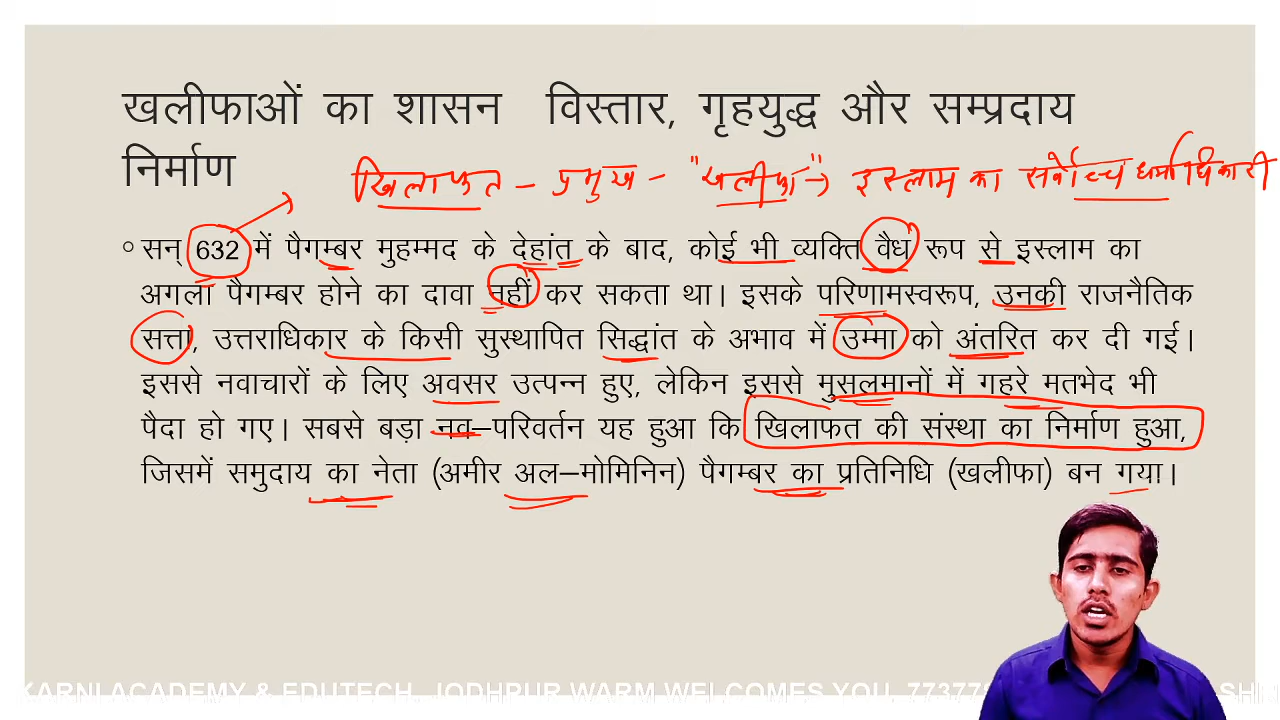 खलीफाओं का शासन विस्तार, गृहयुद्ध और सम्प्रदाय
निर्माण
खिलाफत - प्रमुख - "खलीफा" → इस्लाम का सर्वोच्च धर्माधिकारी
सन् 632 में पैगम्बर मुहम्मद के देहांत के बाद, कोई भी व्यक्ति वैध रूप से इस्लाम का
अगला पैगम्बर होने का दावा नहीं कर सकता था। इसके परिणामस्वरूप, उनकी राजनैतिक
सत्ता, उत्तराधिकार के किसी सुस्थापित सिद्धांत के अभाव में उम्मा को अंतरित कर दी गई।
इससे नवाचारों के लिए अवसर उत्पन्न हुए, लेकिन इससे मुसलमानों में गहरे मतभेद भी
पैदा हो गए। सबसे बड़ा नव–परिवर्तन यह हुआ कि खिलाफत की संस्था का निर्माण हुआ,
जिसमें समुदाय का नेता (अमीर अल–मोमिनिन) पैगम्बर का प्रतिनिधि (खलीफा) बन गया।
KARNI ACADEMY & EDUTECH, JODHPUR WARM WELCOMES YOU,